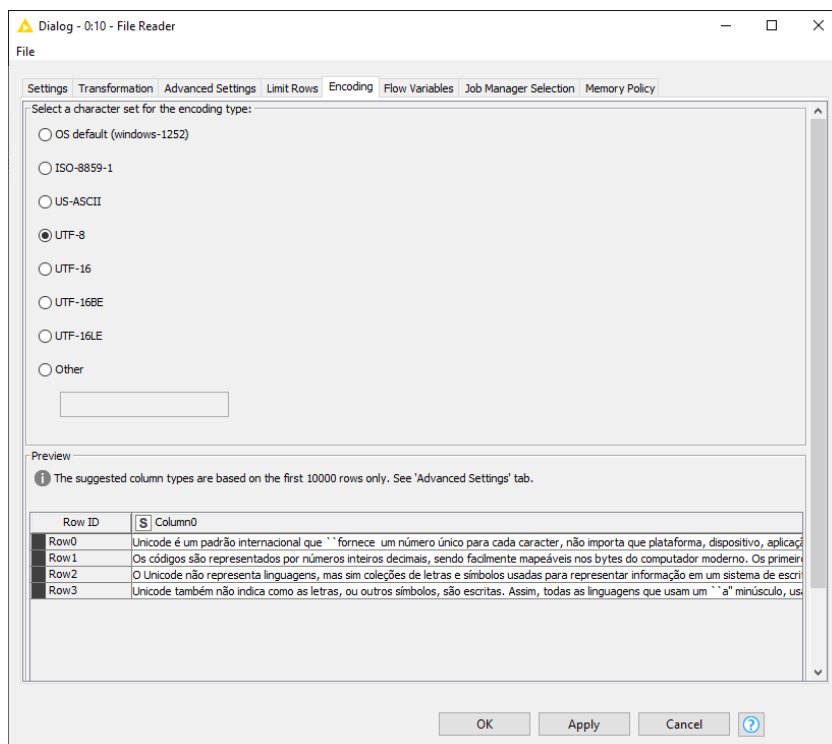 Dialog - 0:10 - File Reader
File
Settings Transformation Advanced Settings Limit Rows Encoding Flow Variables Job Manager Selection Memory Policy
Select a character set for the encoding type:
OS default (windows-1252)
ISO-8859-1
US-ASCII
UTF-8
UTF-16
UTF-16BE
UTF-16LE
Other
Preview
The suggested column types are based on the first 10000 rows only. See 'Advanced Settings' tab.
Row ID S Column0
Row0 Unicode é um padrão internacional que ``fornece um número único para cada caracter, não importa que plataforma, dispositivo, aplicaçã
Row1 Os códigos são representados por números inteiros decimais, sendo facilmente mapeáveis nos bytes do computador moderno. Os primeir
Row2 O Unicode não representa linguagens, mas sim coleções de letras e símbolos usadas para representar informação em um sistema de escri
Row3 Unicode também não indica como as letras, ou outros símbolos, são escritas. Assim, todas as linguagens que usam um ``a" minúsculo, usa
OK Apply Cancel ?